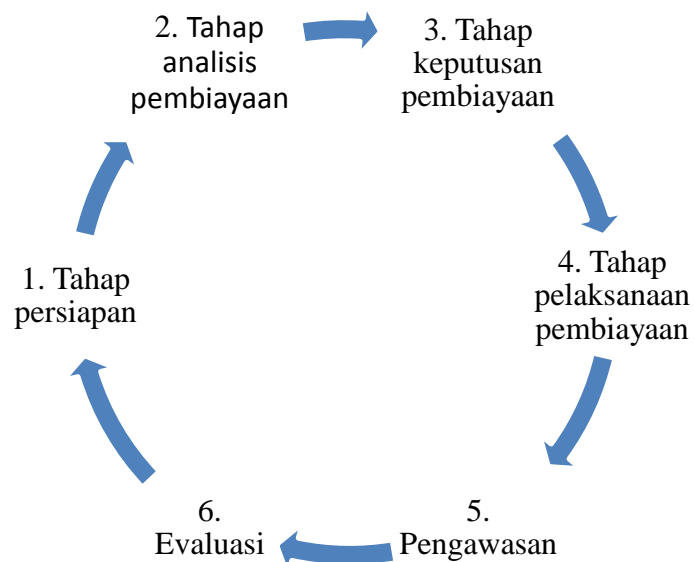 1. Tahap
persiapan
2. Tahap
analisis
pembiayaan
3. Tahap
keputusan
pembiayaan
4. Tahap
pelaksanaan
pembiayaan
5.
Pengawasan
6.
Evaluasi